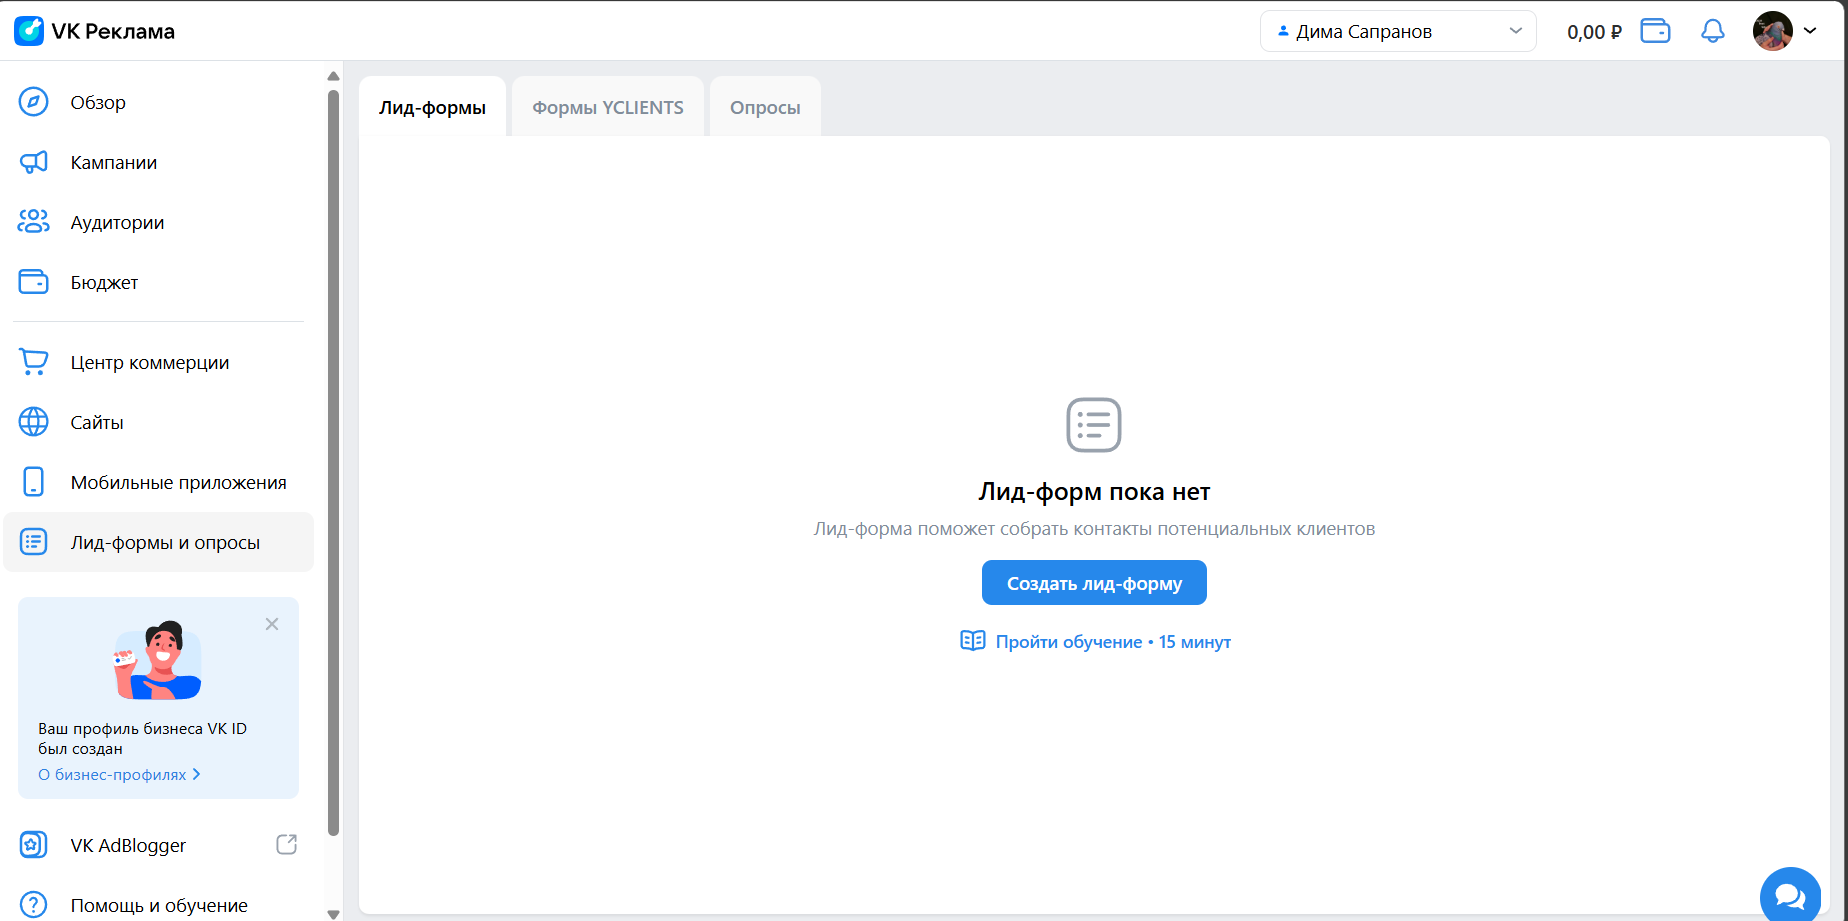 VK Реклама
Дима Сапранов
0,00 ₽
Обзор
Кампании
Аудитории
Бюджет
Центр коммерции
Сайты
Мобильные приложения
Лид-формы и опросы
Ваш профиль бизнеса VK ID
был создан
О бизнес-профилях
VK AdBlogger
Помощь и обучение
Лид-формы
Формы YCLIENTS
Опросы
Лид-форм пока нет
Лид-форма поможет собрать контакты потенциальных клиентов
Создать лид-форму
Пройти обучение • 15 минут